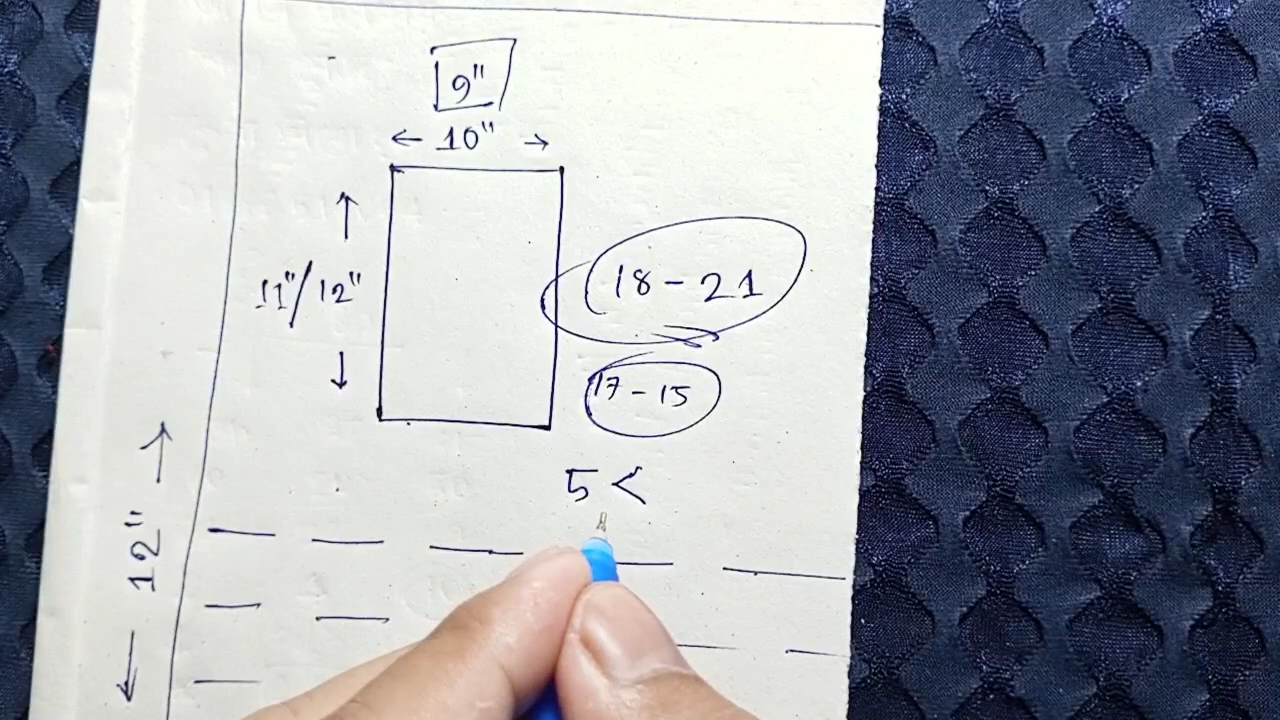 9"
← 10" →
11"/12"
18-21
17-15
5<
← 12" →